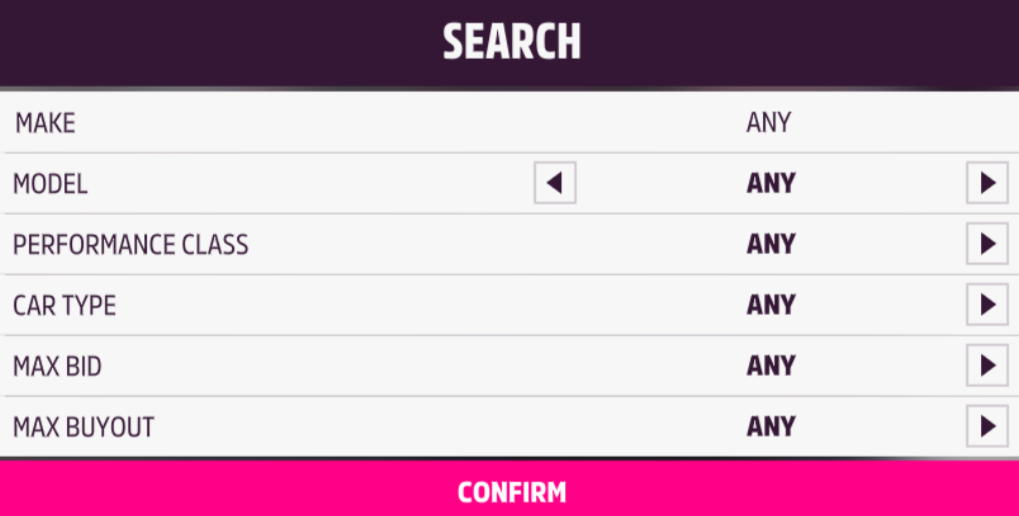 SEARCH
MAKE ANY
MODEL ANY
PERFORMANCE CLASS ANY
CAR TYPE ANY
MAX BID ANY
MAX BUYOUT ANY
CONFIRM